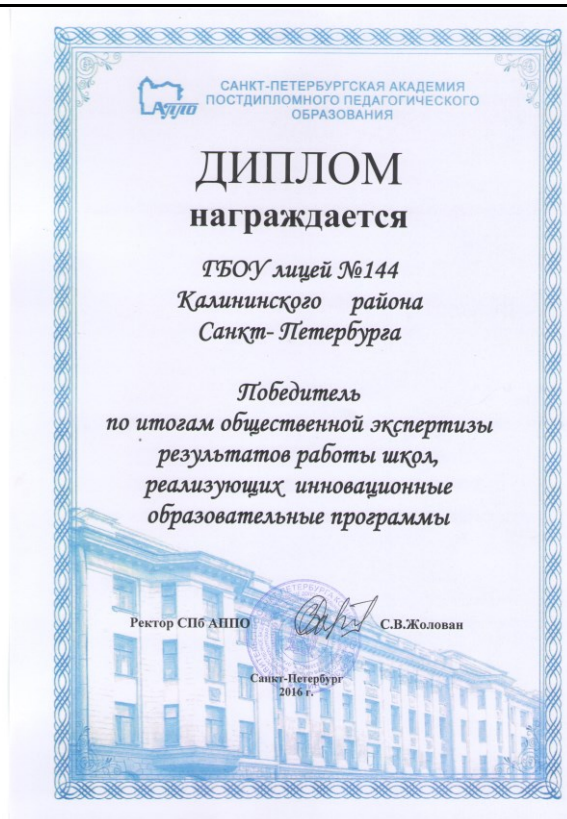 САНКТ-ПЕТЕРБУРГСКАЯ АКАДЕМИЯ
ПОСТДИПЛОМНОГО ПЕДАГОГИЧЕСКОГО
ОБРАЗОВАНИЯ
Аппо
ДИПЛОМ
награждается
ГБОУ лицей №144
Калининского района
Санкт- Петербурга
Победитель
по итогам общественной экспертизы
результатов работы школ,
реализующих инновационные
образовательные программы
Ректор СПб АППО С.В.Жолован
Санкт-Петербург
2016 г.